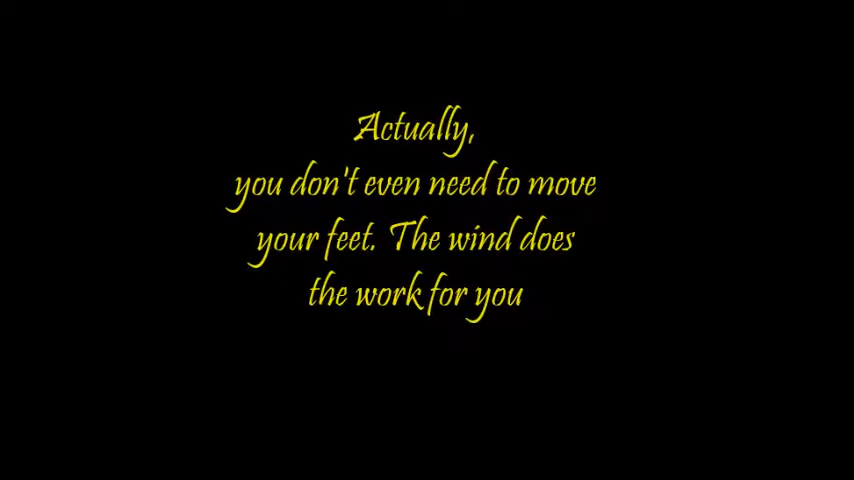 Actually,
you don't even need to move
your feet. The wind does
the work for you